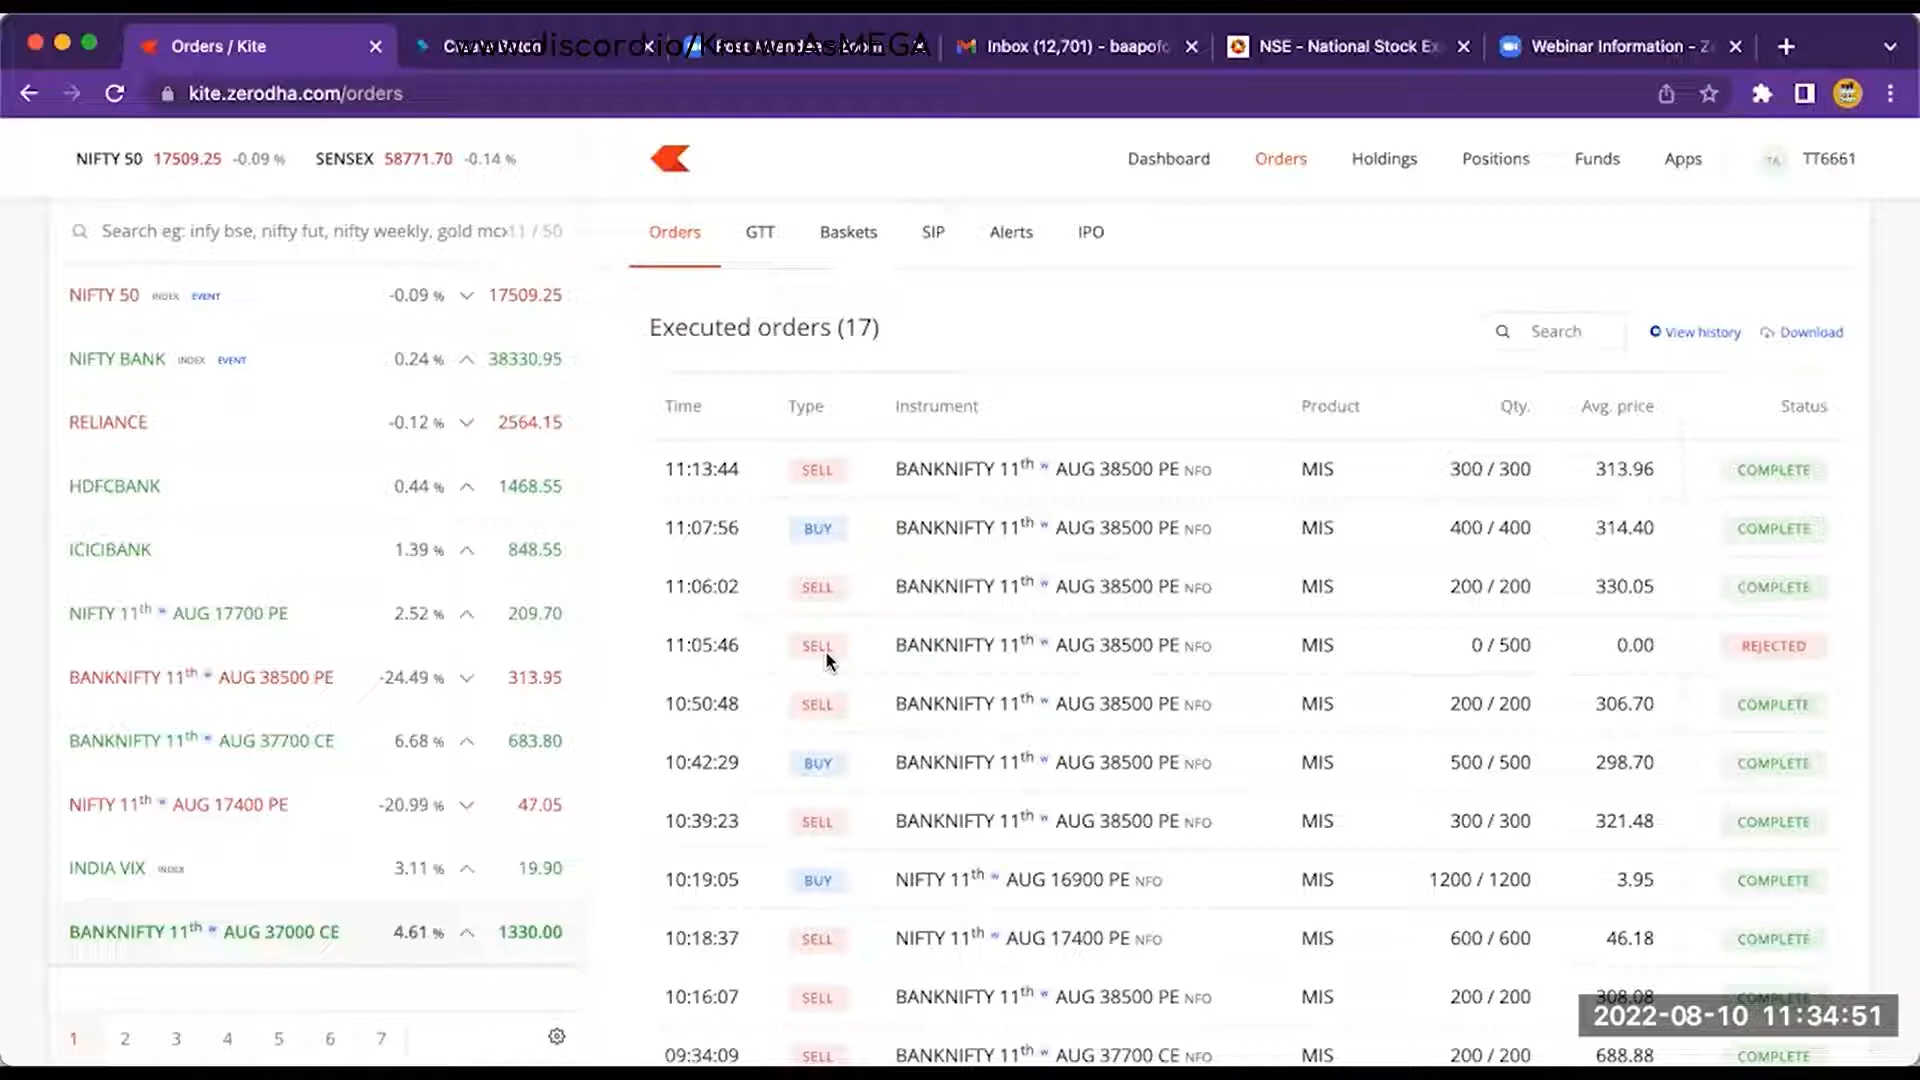 Orders / Kite
www.discord.io/KnownAsMEGA
Inbox (12,701) - baapofc
NSE - National Stock Ex
Webinar Information - Z
kite.zerodha.com/orders
NIFTY 50 17509.25 -0.09 % SENSEX 58771.70 -0.14 %
Dashboard Orders Holdings Positions Funds Apps TA TT6661
Search eg: infy bse, nifty fut, nifty weekly, gold mcx 11 / 50
Orders GTT Baskets SIP Alerts IPO
NIFTY 50 INDEX EVENT -0.09 % 17509.25
NIFTY BANK INDEX EVENT 0.24 % 38330.95
RELIANCE -0.12 % 2564.15
HDFCBANK 0.44 % 1468.55
ICICIBANK 1.39 % 848.55
NIFTY 11th w AUG 17700 PE 2.52 % 209.70
BANKNIFTY 11th w AUG 38500 PE -24.49 % 313.95
BANKNIFTY 11th w AUG 37700 CE 6.68 % 683.80
NIFTY 11th w AUG 17400 PE -20.99 % 47.05
INDIA VIX INDEX 3.11 % 19.90
BANKNIFTY 11th w AUG 37000 CE 4.61 % 1330.00
1 2 3 4 5 6 7
Executed orders (17)
Search View history Download
Time Type Instrument Product Qty. Avg. price Status
11:13:44 SELL BANKNIFTY 11th w AUG 38500 PE NFO MIS 300 / 300 313.96 COMPLETE
11:07:56 BUY BANKNIFTY 11th w AUG 38500 PE NFO MIS 400 / 400 314.40 COMPLETE
11:06:02 SELL BANKNIFTY 11th w AUG 38500 PE NFO MIS 200 / 200 330.05 COMPLETE
11:05:46 SELL BANKNIFTY 11th w AUG 38500 PE NFO MIS 0 / 500 0.00 REJECTED
10:50:48 SELL BANKNIFTY 11th w AUG 38500 PE NFO MIS 200 / 200 306.70 COMPLETE
10:42:29 BUY BANKNIFTY 11th w AUG 38500 PE NFO MIS 500 / 500 298.70 COMPLETE
10:39:23 SELL BANKNIFTY 11th w AUG 38500 PE NFO MIS 300 / 300 321.48 COMPLETE
10:19:05 BUY NIFTY 11th w AUG 16900 PE NFO MIS 1200 / 1200 3.95 COMPLETE
10:18:37 SELL NIFTY 11th w AUG 17400 PE NFO MIS 600 / 600 46.18 COMPLETE
10:16:07 SELL BANKNIFTY 11th w AUG 38500 PE NFO MIS 200 / 200 308.08 COMPLETE
2022-08-10 11:34:51
09:34:09 SELL BANKNIFTY 11th w AUG 37700 CE NFO MIS 200 / 200 688.88 COMPLETE